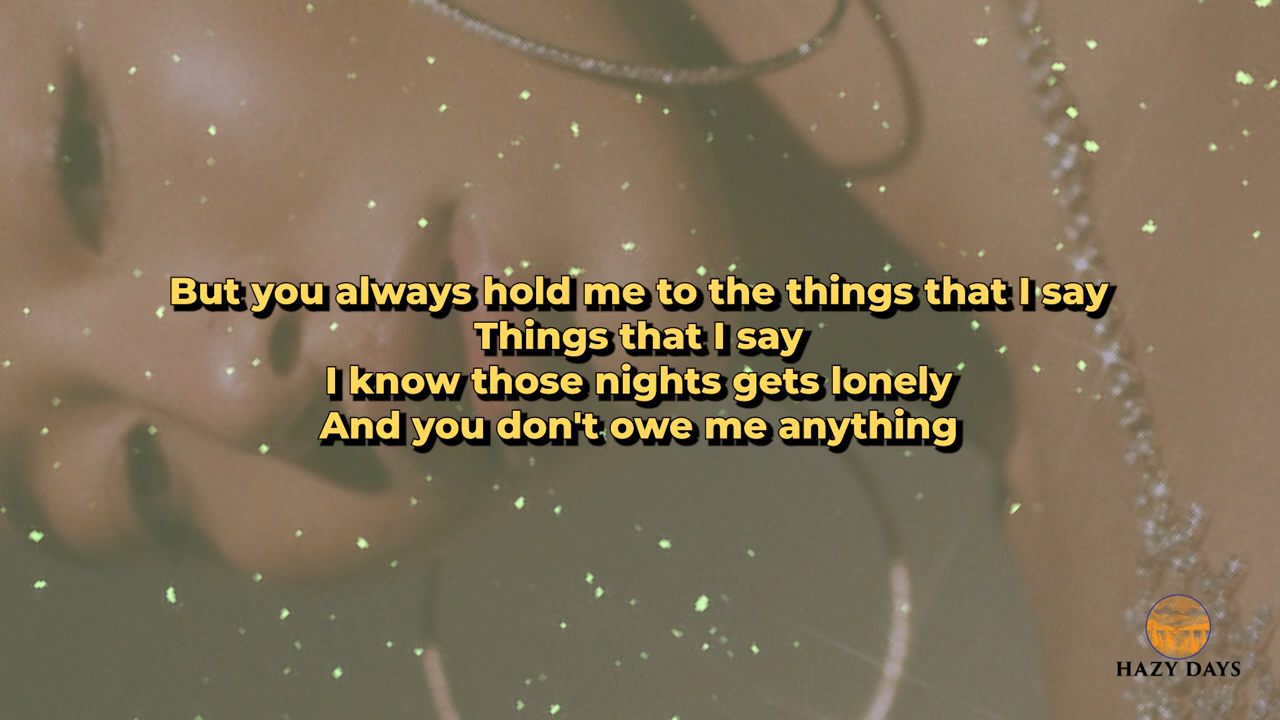 But you always hold me to the things that I say
Things that I say
I know those nights gets lonely
And you don't owe me anything
HAZY DAYS